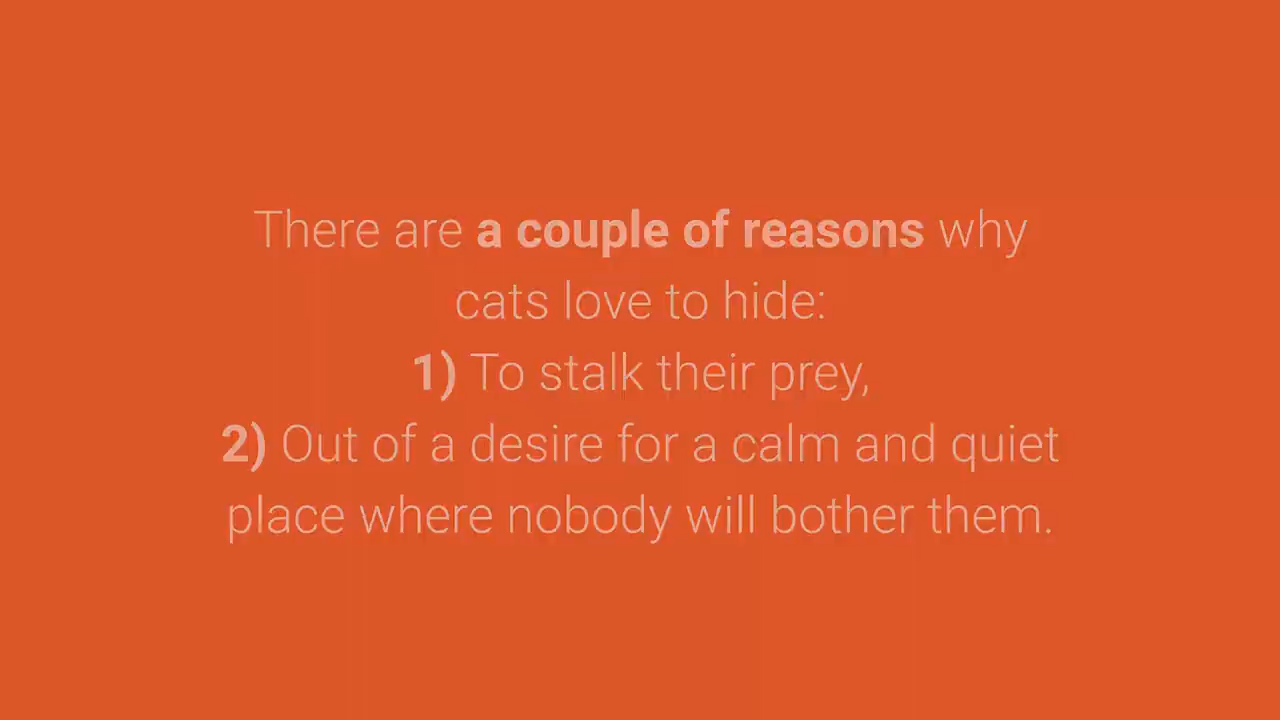 There are a couple of reasons why
cats love to hide:
1) To stalk their prey,
2) Out of a desire for a calm and quiet
place where nobody will bother them.